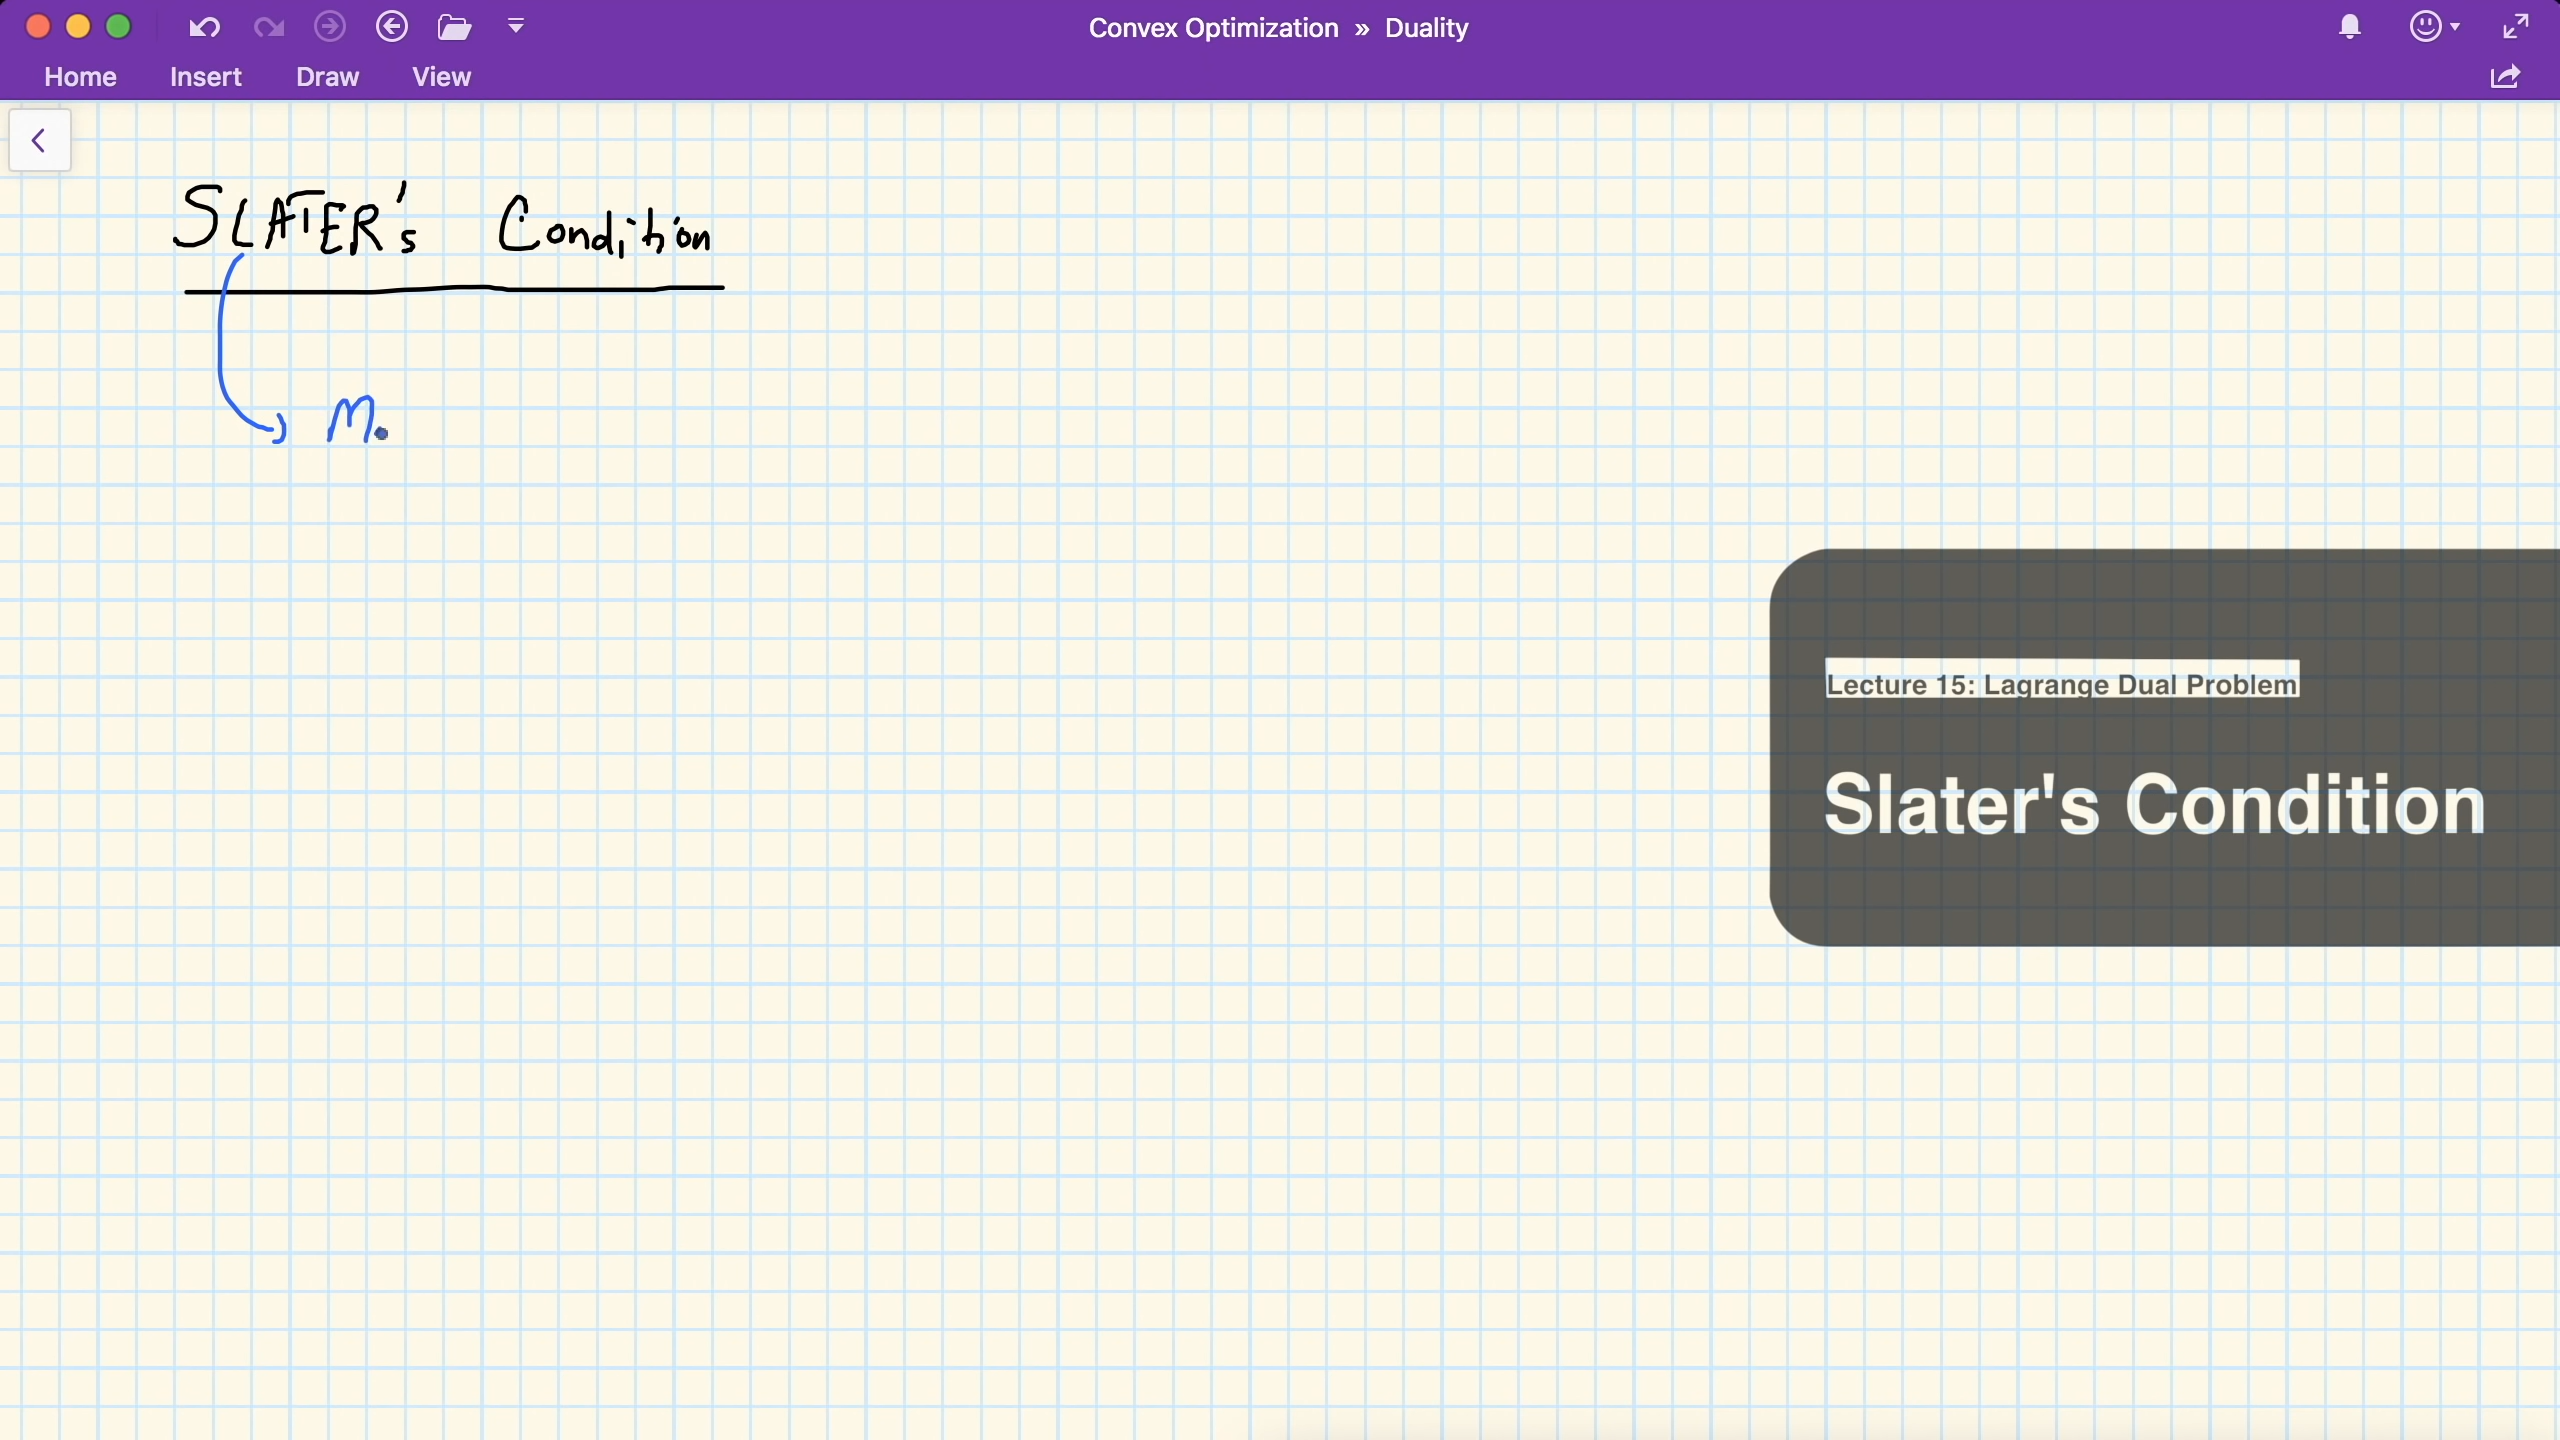 Convex Optimization » Duality
Home Insert Draw View
SLATER's Condition
M
Lecture 15: Lagrange Dual Problem
Slater's Condition